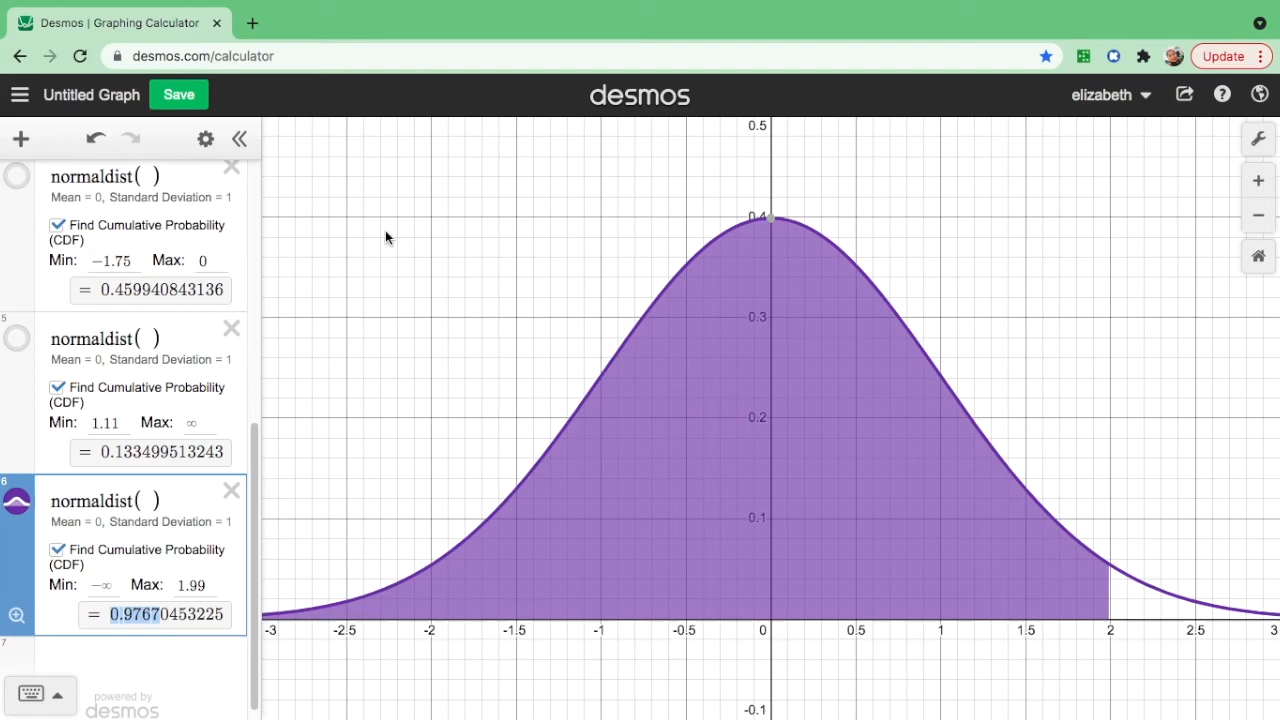 Desmos | Graphing Calculator
desmos.com/calculator
Update
Untitled Graph
Save
desmos
elizabeth
normaldist( )
Mean = 0, Standard Deviation = 1
Find Cumulative Probability
(CDF)
Min: −1.75 Max: 0
= 0.459940843136
5
normaldist( )
Mean = 0, Standard Deviation = 1
Find Cumulative Probability
(CDF)
Min: 1.11 Max: ∞
= 0.133499513243
6
normaldist( )
Mean = 0, Standard Deviation = 1
Find Cumulative Probability
(CDF)
Min: −∞ Max: 1.99
= 0.97670453225
7
powered by
desmos
0.5
0.4
0.3
0.2
0.1
-3 -2.5 -2 -1.5 -1 -0.5 0 0.5 1 1.5 2 2.5 3
-0.1